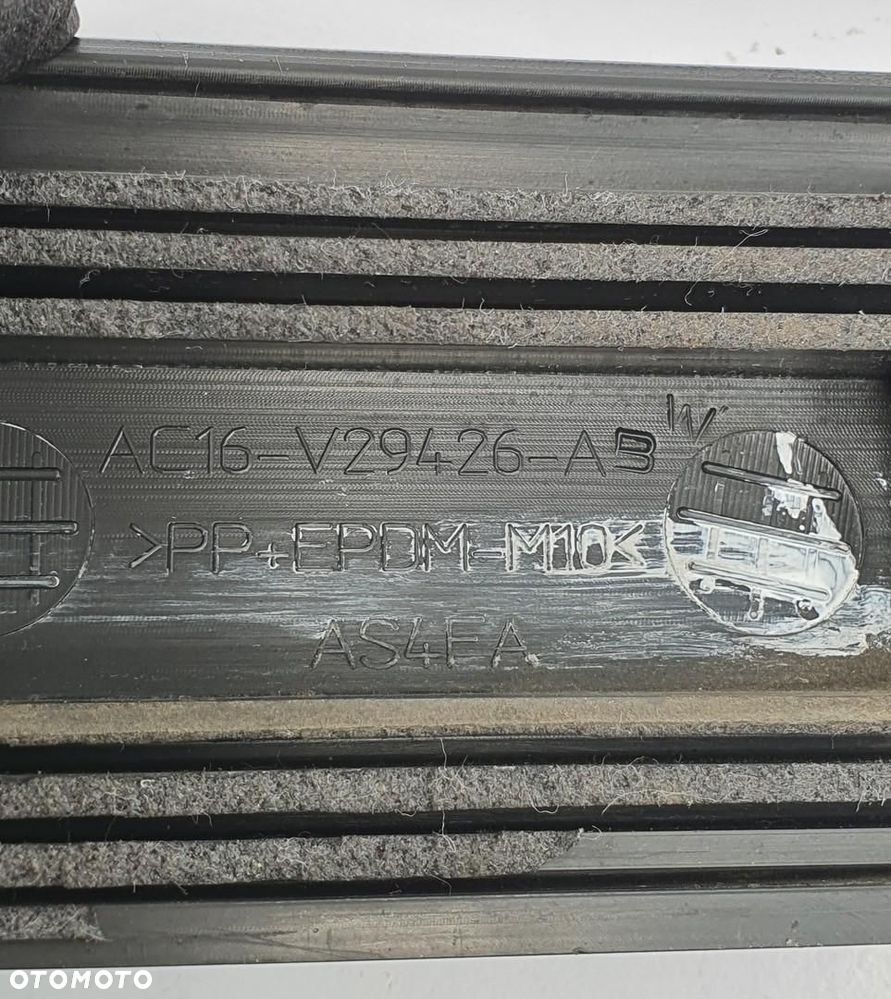 AC16-V29426-AB W
>PP+EPDM-M10<
AS4FA
OTOMOTO